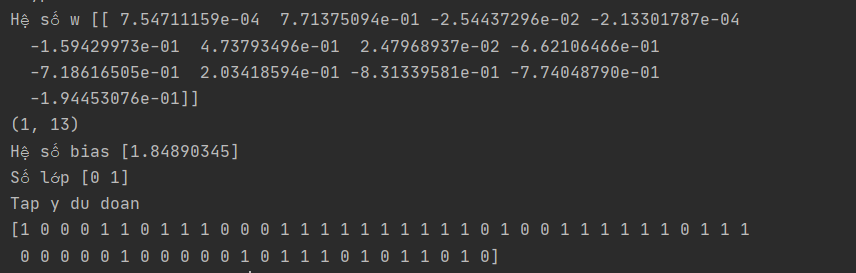 Hệ số w [[ 7.54711159e-04  7.71375094e-01 -2.54437296e-02 -2.13301787e-04
  -1.59429973e-01  4.73793496e-01  2.47968937e-02 -6.62106466e-01
  -7.18616505e-01  2.03418594e-01 -8.31339581e-01 -7.74048790e-01
  -1.94453076e-01]]
(1, 13)
Hệ số bias [1.84890345]
Số lớp [0 1]
Tap y du doan
[1 0 0 0 1 1 0 1 1 1 0 0 0 1 1 1 1 1 1 1 1 1 1 0 1 0 0 1 1 1 1 1 1 0 1 1 1
 0 0 0 0 0 1 0 0 0 0 0 1 0 1 1 1 0 1 0 1 1 0 1 0]